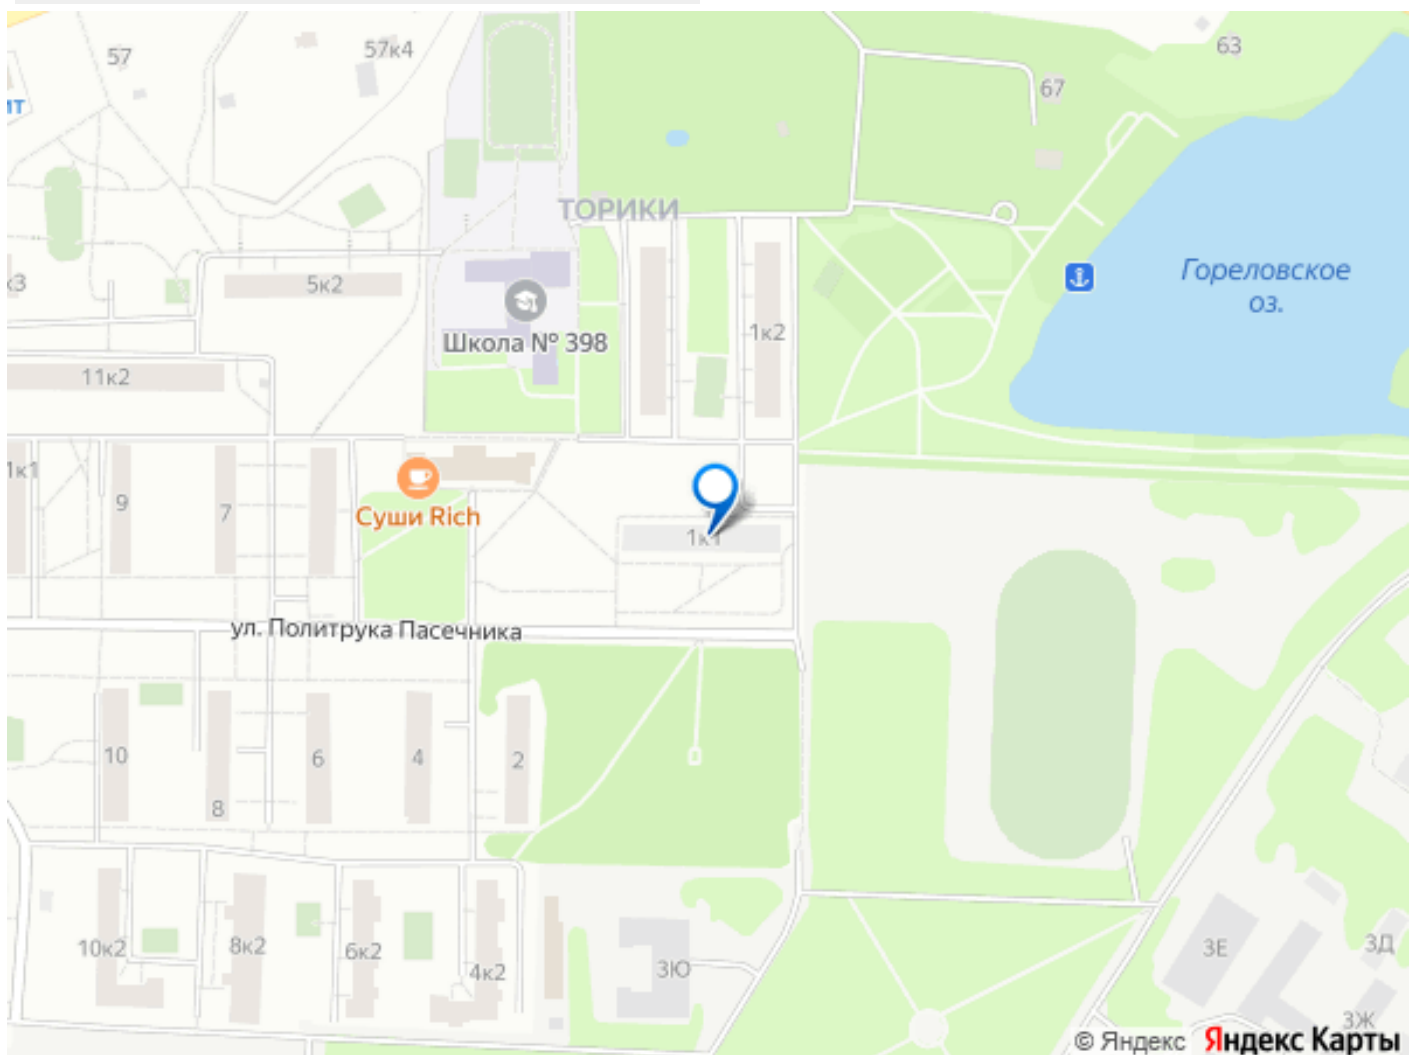 57
57к4
63
67
ит
ТОРИКИ
Гореловское
оз.
к3
5к2
Школа № 398
1к2
11к2
1к1
9
7
Суши Rich
1к1
ул. Политрука Пасечника
10
8
6
4
2
10к2
8к2
6к2
4к2
3Ю
3Е
3Д
3Ж
© Яндекс Яндекс Карты